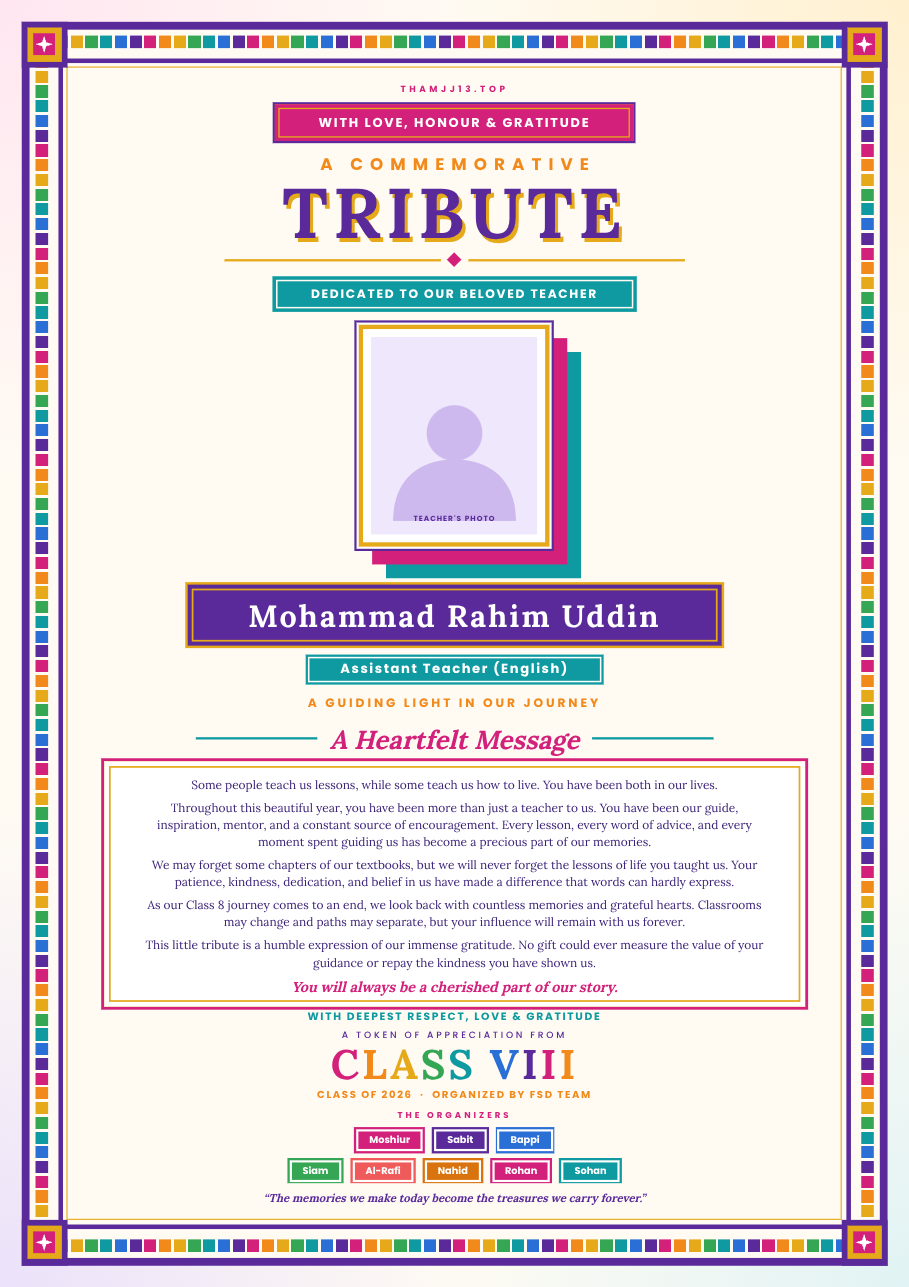 THAMJJ13.TOP
WITH LOVE, HONOUR & GRATITUDE
A COMMEMORATIVE
TRIBUTE
DEDICATED TO OUR BELOVED TEACHER
TEACHER'S PHOTO
Mohammad Rahim Uddin
Assistant Teacher (English)
A GUIDING LIGHT IN OUR JOURNEY
A Heartfelt Message
Some people teach us lessons, while some teach us how to live. You have been both in our lives.
Throughout this beautiful year, you have been more than just a teacher to us. You have been our guide,
inspiration, mentor, and a constant source of encouragement. Every lesson, every word of advice, and every
moment spent guiding us has become a precious part of our memories.
We may forget some chapters of our textbooks, but we will never forget the lessons of life you taught us. Your
patience, kindness, dedication, and belief in us have made a difference that words can hardly express.
As our Class 8 journey comes to an end, we look back with countless memories and grateful hearts. Classrooms
may change and paths may separate, but your influence will remain with us forever.
This little tribute is a humble expression of our immense gratitude. No gift could ever measure the value of your
guidance or repay the kindness you have shown us.
You will always be a cherished part of our story.
WITH DEEPEST RESPECT, LOVE & GRATITUDE
A TOKEN OF APPRECIATION FROM
CLASS VIII
CLASS OF 2026 · ORGANIZED BY FSD TEAM
THE ORGANIZERS
Moshiur Sabit Bappi
Siam Al-Rafi Nahid Rohan Sohan
“The memories we make today become the treasures we carry forever.”